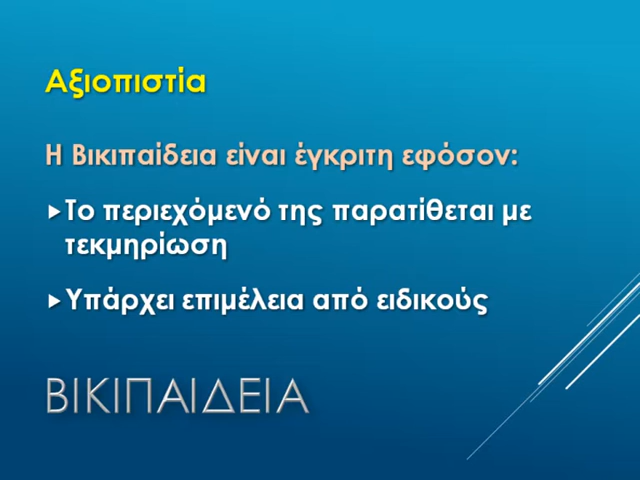 Αξιοπιστία
Η Βικιπαίδεια είναι έγκριτη εφόσον:
Το περιεχόμενό της παρατίθεται με
τεκμηρίωση
Υπάρχει επιμέλεια από ειδικούς
ΒΙΚΙΠΑΙΔΕΙΑ